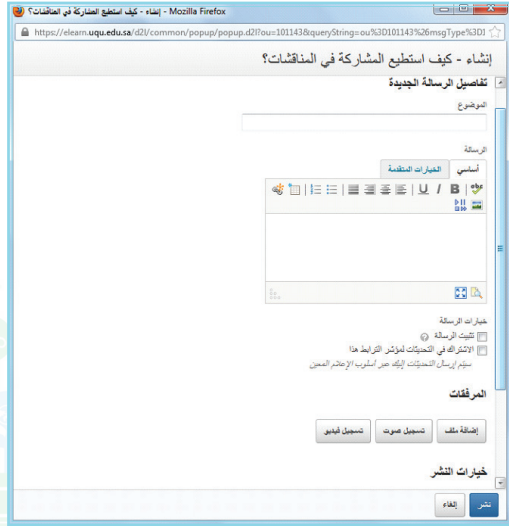 إنشاء - كيف استطيع المشاركة في المناقشات؟ - Mozilla Firefox
https://elearn.uqu.edu.sa/d2l/common/popup/popup.d2l?ou=101143&queryString=ou%3D101143%26msgType%3D1
إنشاء - كيف استطيع المشاركة في المناقشات؟
تفاصيل الرسالة الجديدة
الموضوع
الرسالة
أساسي الخيارات المتقدمة
abc B I U
خيارات الرسالة
تثبيت الرسالة
الاشتراك في التحديثات لمؤشر الترابط هذا
سيتم إرسال التحديثات إليك عبر أسلوب الإعلام المعين
المرفقات
إضافة ملف تسجيل صوت تسجيل فيديو
خيارات النشر
نشر إلغاء